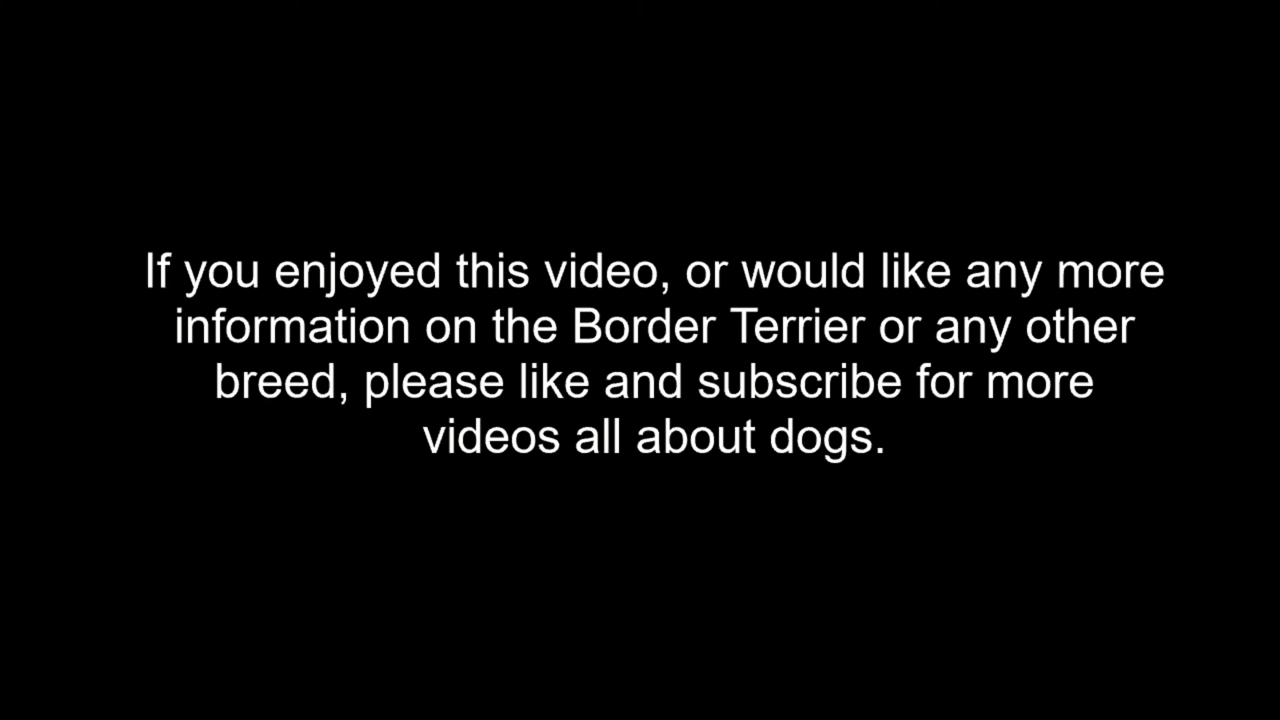 If you enjoyed this video, or would like any more
information on the Border Terrier or any other
breed, please like and subscribe for more
videos all about dogs.